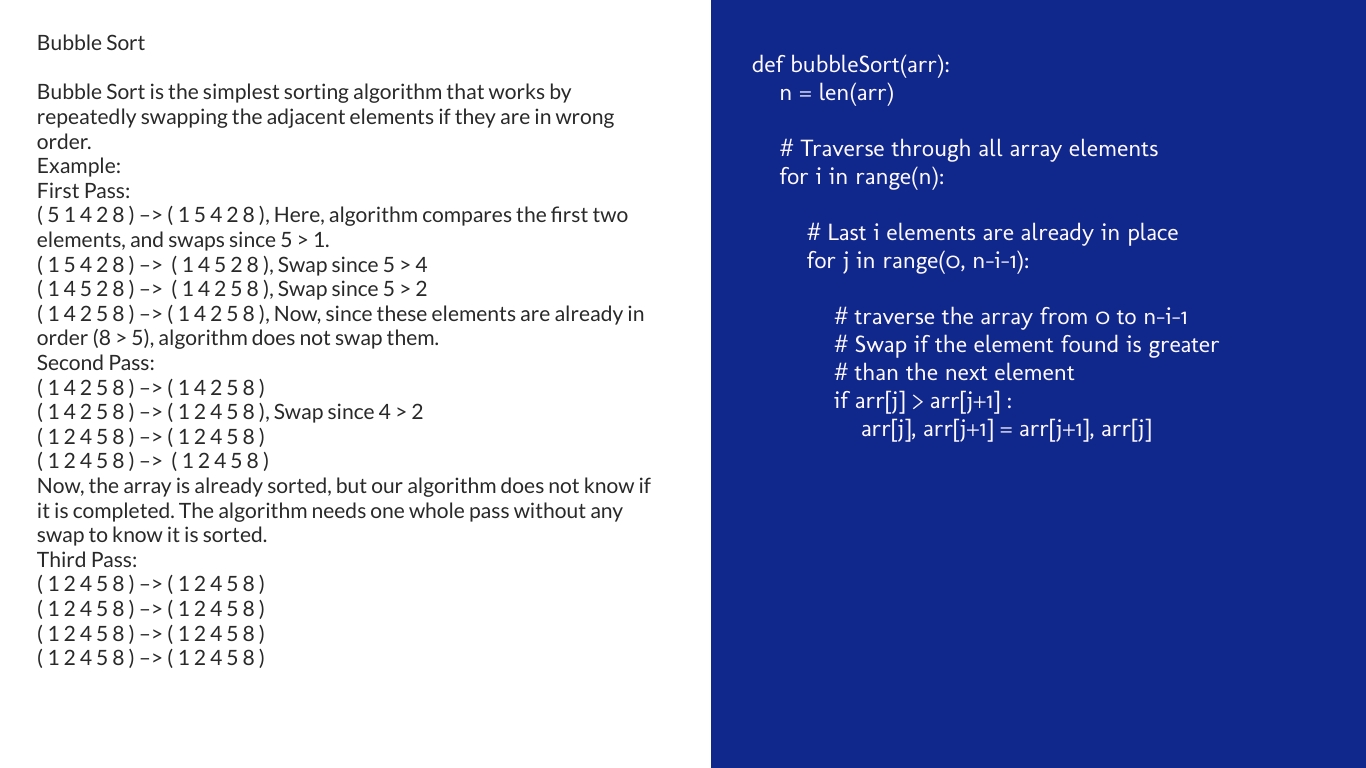 Bubble Sort
Bubble Sort is the simplest sorting algorithm that works by
repeatedly swapping the adjacent elements if they are in wrong
order.
Example:
First Pass:
( 5 1 4 2 8 ) –> ( 1 5 4 2 8 ), Here, algorithm compares the first two
elements, and swaps since 5 > 1.
( 1 5 4 2 8 ) –> ( 1 4 5 2 8 ), Swap since 5 > 4
( 1 4 5 2 8 ) –> ( 1 4 2 5 8 ), Swap since 5 > 2
( 1 4 2 5 8 ) –> ( 1 4 2 5 8 ), Now, since these elements are already in
order (8 > 5), algorithm does not swap them.
Second Pass:
( 1 4 2 5 8 ) –> ( 1 4 2 5 8 )
( 1 4 2 5 8 ) –> ( 1 2 4 5 8 ), Swap since 4 > 2
( 1 2 4 5 8 ) –> ( 1 2 4 5 8 )
( 1 2 4 5 8 ) –> ( 1 2 4 5 8 )
Now, the array is already sorted, but our algorithm does not know if
it is completed. The algorithm needs one whole pass without any
swap to know it is sorted.
Third Pass:
( 1 2 4 5 8 ) –> ( 1 2 4 5 8 )
( 1 2 4 5 8 ) –> ( 1 2 4 5 8 )
( 1 2 4 5 8 ) –> ( 1 2 4 5 8 )
( 1 2 4 5 8 ) –> ( 1 2 4 5 8 )
def bubbleSort(arr):
    n = len(arr)
    # Traverse through all array elements
    for i in range(n):
        # Last i elements are already in place
        for j in range(0, n-i-1):
            # traverse the array from 0 to n-i-1
            # Swap if the element found is greater
            # than the next element
            if arr[j] > arr[j+1] :
                arr[j], arr[j+1] = arr[j+1], arr[j]